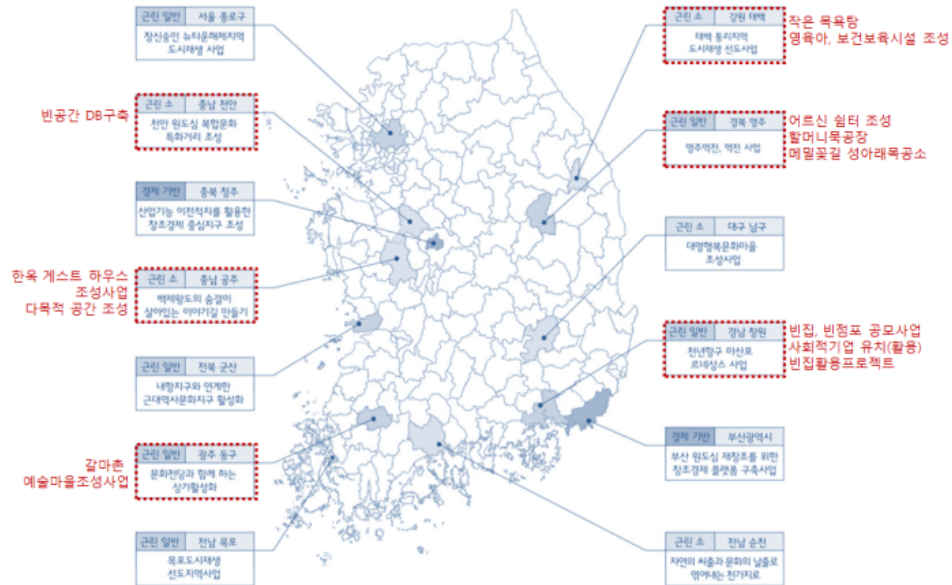 근린 일반 서울 종로구
창신숭인 뉴타운해제지역
도시재생 사업
빈공간 DB구축
근린 소 충남 천안
천안 원도심 복합문화
특화거리 조성
경제 기반 충북 청주
산업기능 이전적지를 활용한
창조경제 중심지구 조성
한옥 게스트 하우스
조성사업
다목적 공간 조성
근린 소 충남 공주
백제왕도의 숨결이
살아있는 이야기길 만들기
근린 일반 전북 군산
내항지구와 연계한
근대역사문화지구 활성화
갈마촌
예술마을조성사업
근린 일반 광주 동구
문화전당과 함께 하는
상가활성화
근린 일반 전남 목포
목포도시재생
선도지역사업
근린 소 강원 태백
태백 통리지역
도시재생 선도사업
작은 목욕탕
영육아, 보건보육시설 조성
근린 일반 경북 영주
영주역전, 역전 사업
어르신 쉼터 조성
할머니묵공장
메밀꽃길 성아래목공소
근린 소 대구 남구
대명행복문화마을
조성사업
근린 일반 경남 창원
천년항구 마산포
르네상스 사업
빈집, 빈점포 공모사업
사회적기업 유치(활용)
빈집활용프로젝트
경제 기반 부산광역시
부산 원도심 재창조를 위한
창조경제 플랫폼 구축사업
근린 소 전남 순천
자연의 씨줄과 문화의 날줄로
엮어내는 천가지로